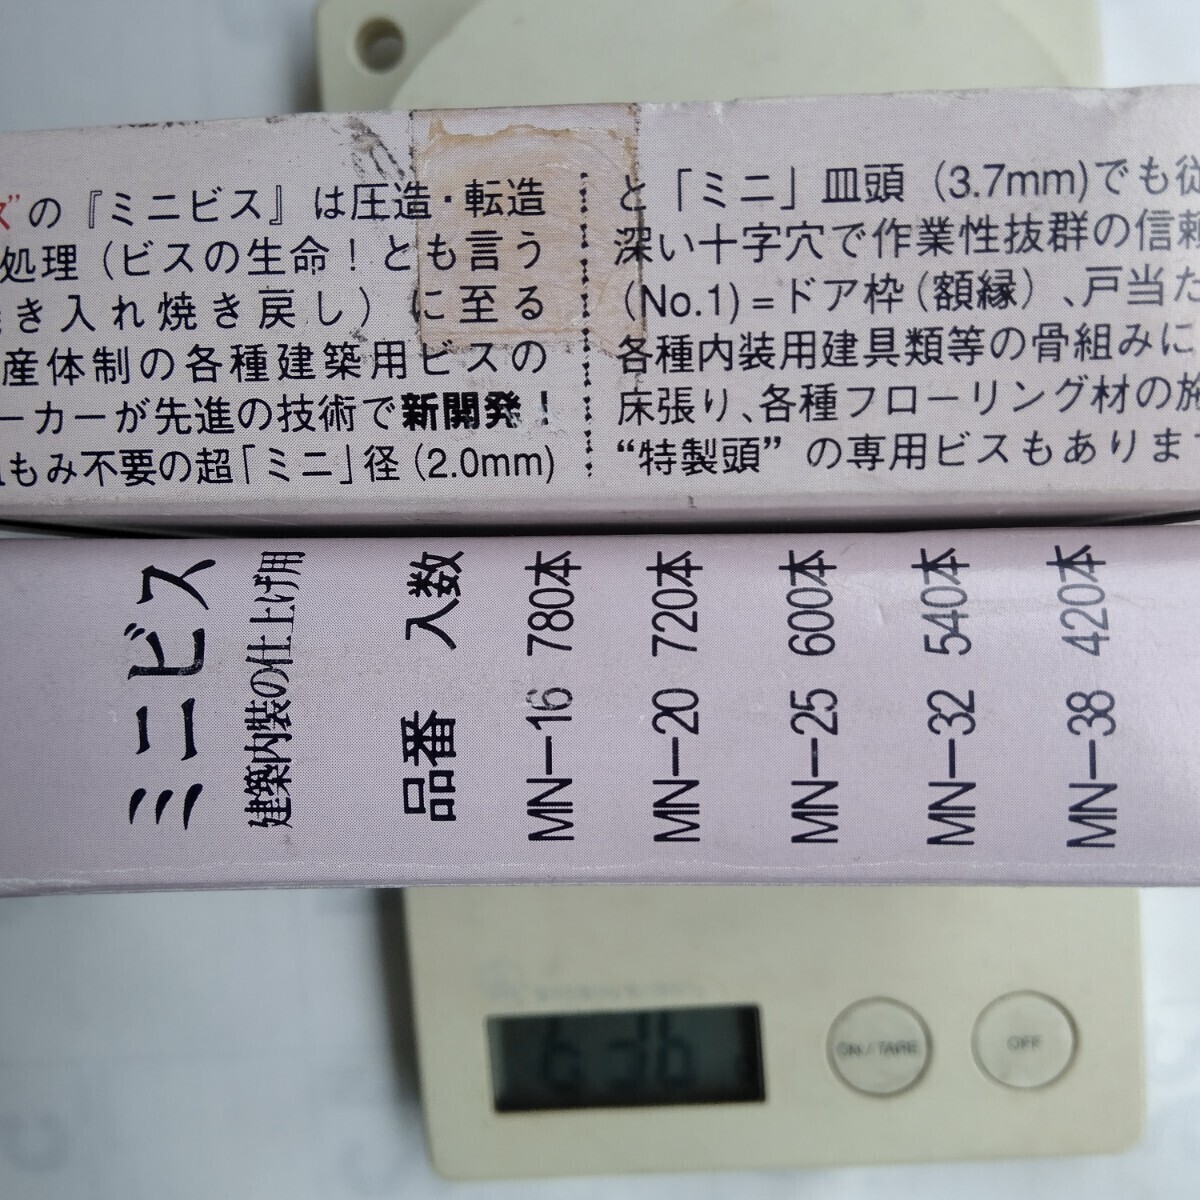 ズ”の『ミニビス』は圧造・転造
処理（ビスの生命！とも言う
き入れ焼き戻し）に至る
産体制の各種建築用ビスの
ーカーが先進の技術で新開発！
もみ不要の超「ミニ」径（2.0mm）
と「ミニ」皿頭（3.7mm）でも従
深い十字穴で作業性抜群の信頼
（No.1）＝ドア枠（額縁）、戸当た
各種内装用建具類等の骨組みに
床張り、各種フローリング材の施
“特製頭”の専用ビスもありま
ミニビス
建築内装の仕上げ用
品番 入数
MN-16 780本
MN-20 720本
MN-25 600本
MN-32 540本
MN-38 420本
ON/TARE
OFF